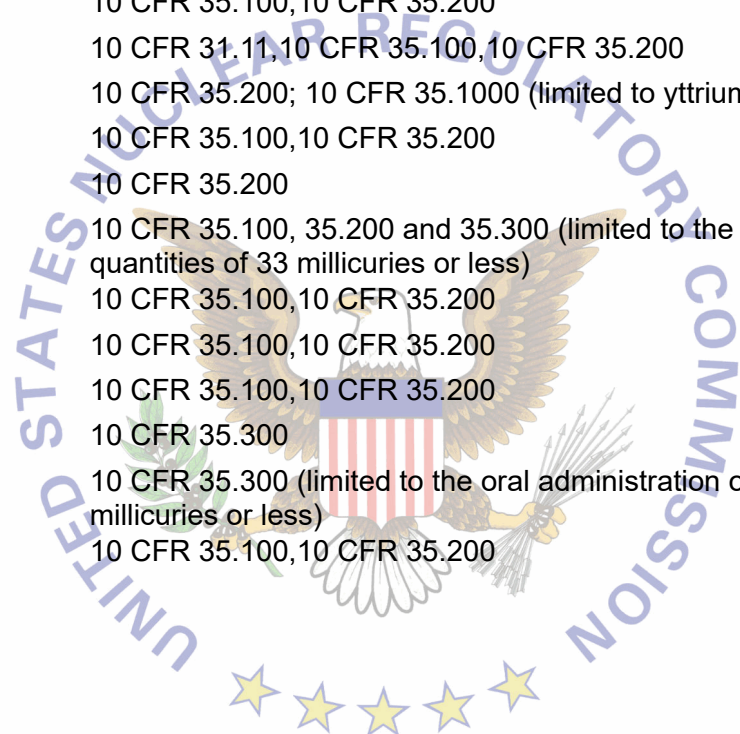 10 CFR 35.100,10 CFR 35.200
10 CFR 31.11,10 CFR 35.100,10 CFR 35.200
10 CFR 35.200; 10 CFR 35.1000 (limited to yttrium
10 CFR 35.100,10 CFR 35.200
10 CFR 35.200
10 CFR 35.100, 35.200 and 35.300 (limited to the
quantities of 33 millicuries or less)
10 CFR 35.100,10 CFR 35.200
10 CFR 35.100,10 CFR 35.200
10 CFR 35.100,10 CFR 35.200
10 CFR 35.300
10 CFR 35.300 (limited to the oral administration o
millicuries or less)
10 CFR 35.100,10 CFR 35.200
UNITED STATES NUCLEAR REGULATORY COMMISSION